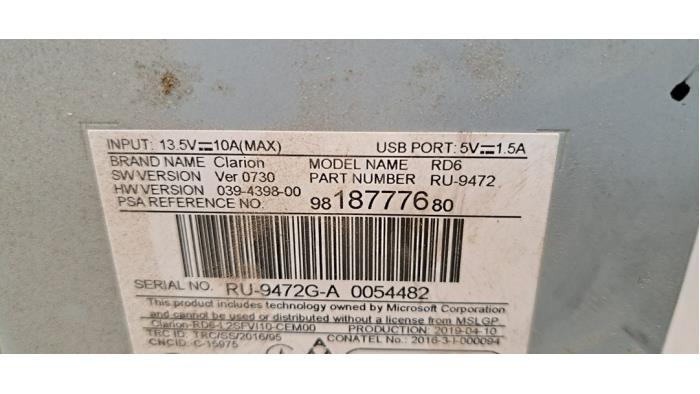 INPUT: 13.5V⎓10A(MAX) USB PORT: 5V⎓1.5A
BRAND NAME Clarion MODEL NAME RD6
SW VERSION Ver 0730 PART NUMBER RU-9472
HW VERSION 039-4398-00
PSA REFERENCE NO. 9818777680
SERIAL NO. RU-9472G-A 0054482
This product includes technology owned by Microsoft Corporation
and cannot be used or distributed without a license from MSLGP
Clarion-RD6-L2SFV110-CEM00 PRODUCTION: 2019-04-10
TRC ID: TRC/SS/2016/95 CONATEL No.: 2016-3-I-000094
CNCID: C-15975